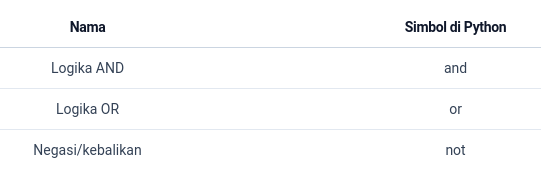 Nama Simbol di Python
Logika AND and
Logika OR or
Negasi/kebalikan not